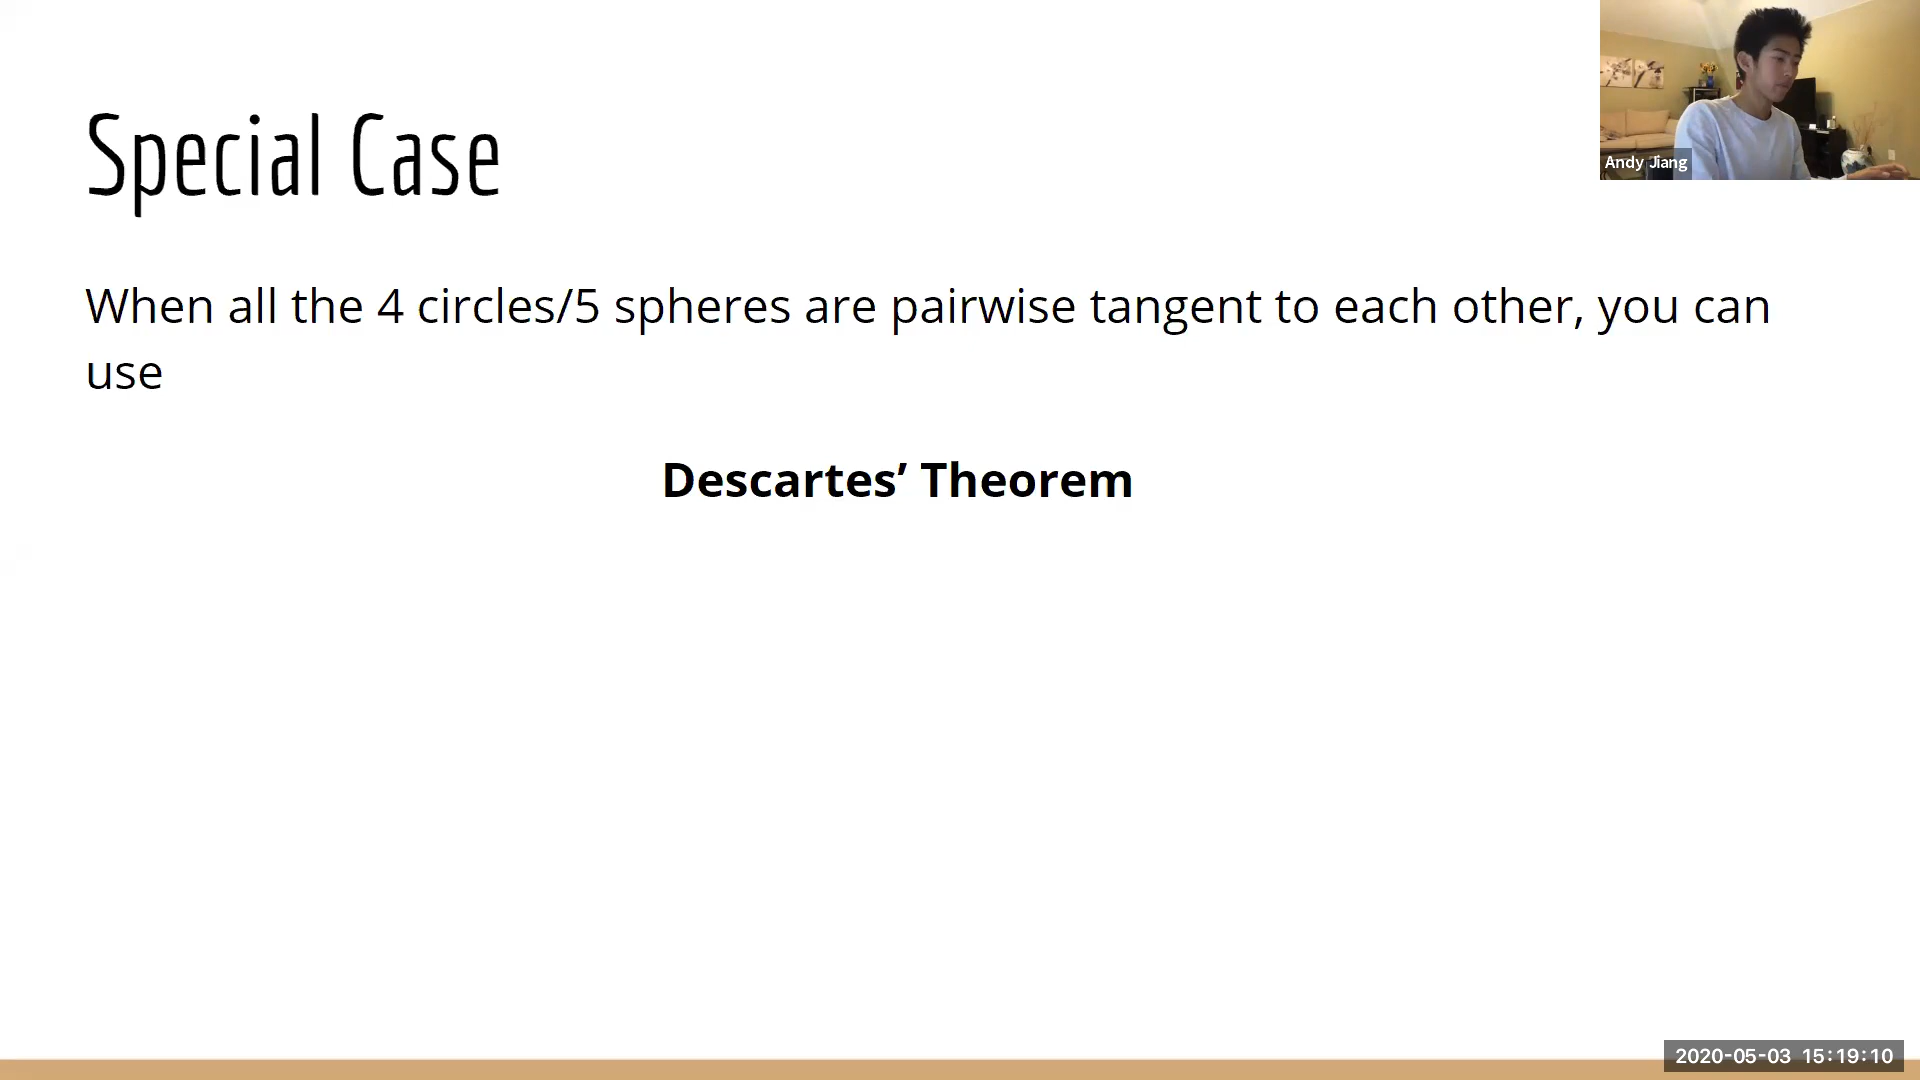 Special Case
Andy Jiang
When all the 4 circles/5 spheres are pairwise tangent to each other, you can
use
Descartes’ Theorem
2020-05-03 15:19:10